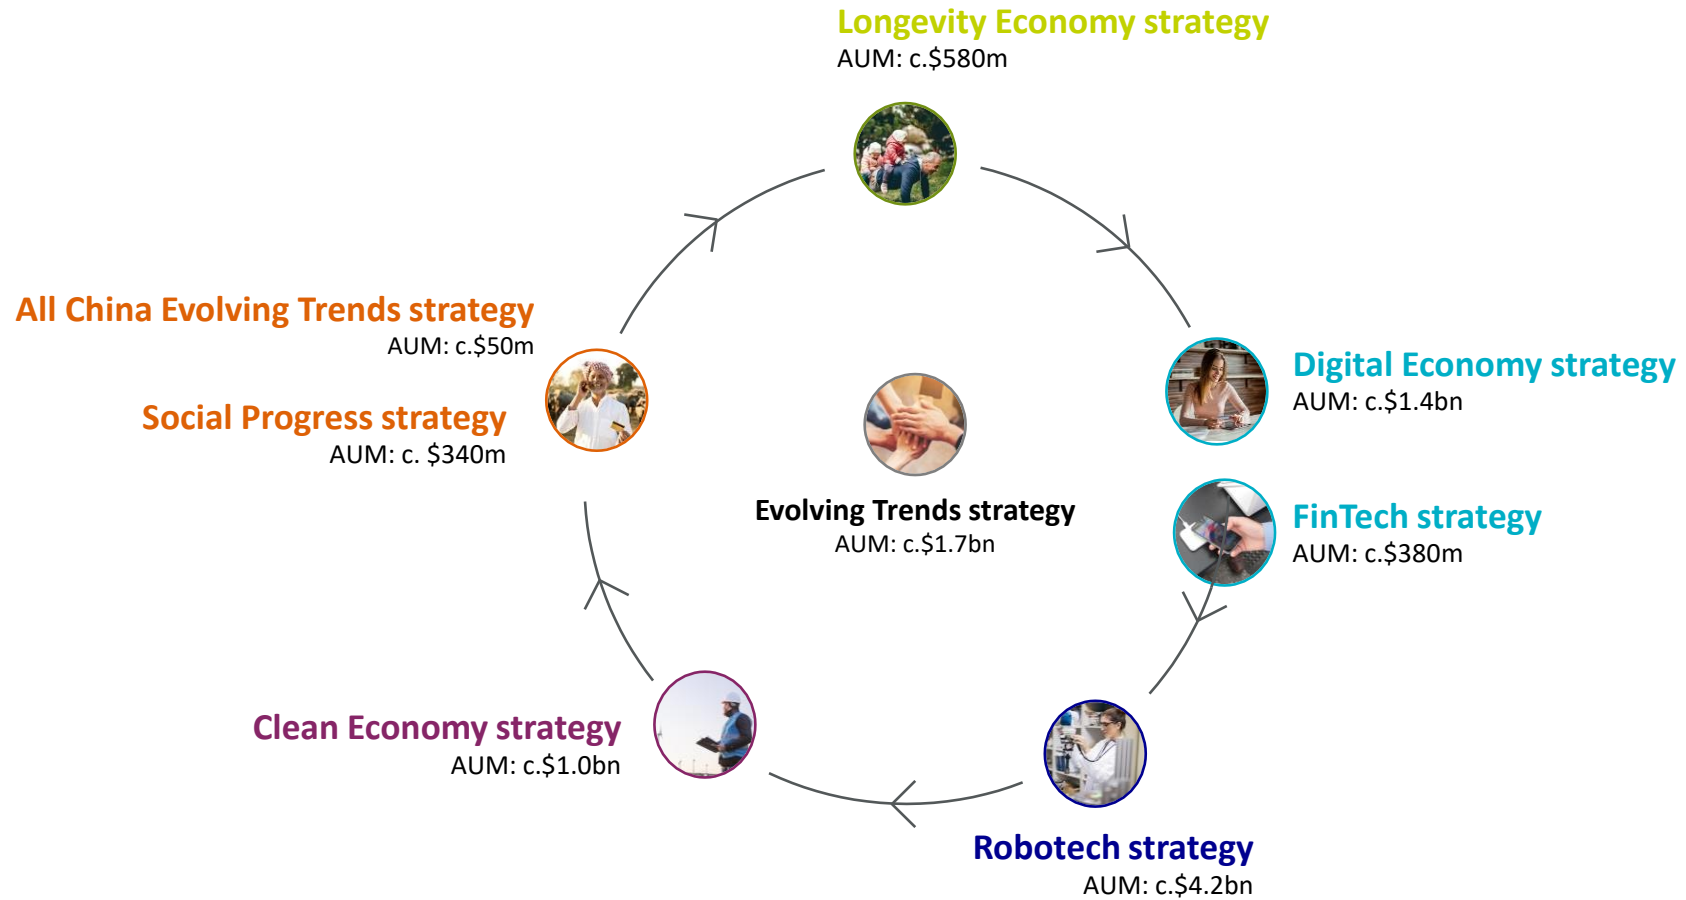 Longevity Economy strategy
AUM: c.$580m
All China Evolving Trends strategy
AUM: c.$50m
Social Progress strategy
AUM: c. $340m
Digital Economy strategy
AUM: c.$1.4bn
Evolving Trends strategy
AUM: c.$1.7bn
FinTech strategy
AUM: c.$380m
Clean Economy strategy
AUM: c.$1.0bn
Robotech strategy
AUM: c.$4.2bn